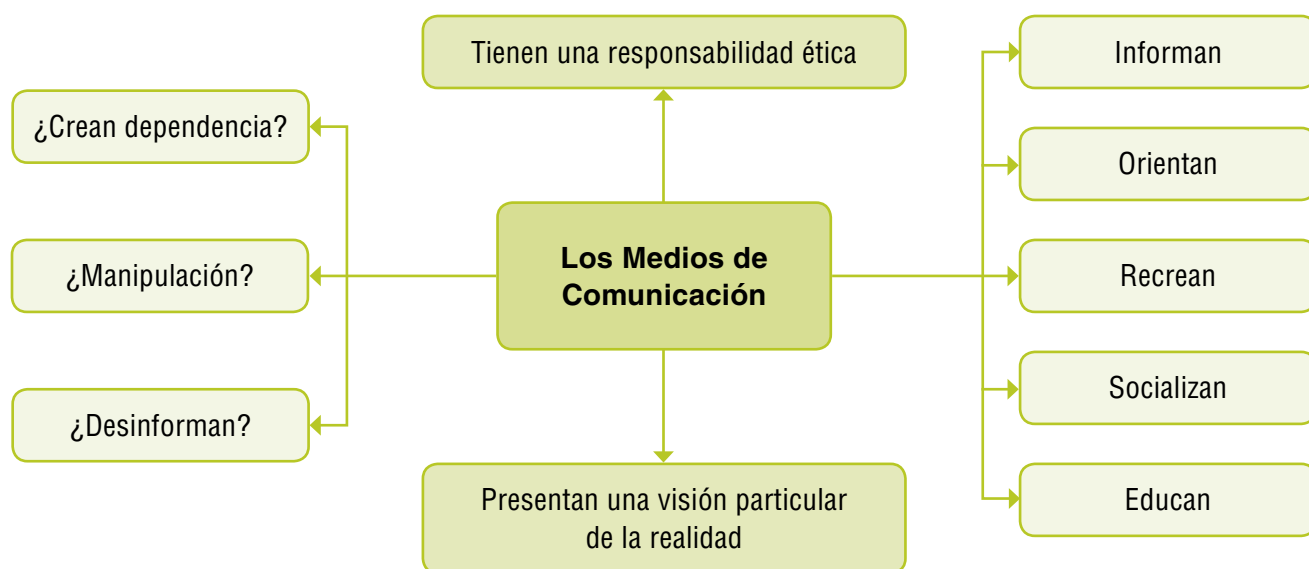 Tienen una responsabilidad ética
Informan
¿Crean dependencia?
Orientan
¿Manipulación?
Los Medios de
Comunicación
Recrean
Socializan
¿Desinforman?
Presentan una visión particular
de la realidad
Educan